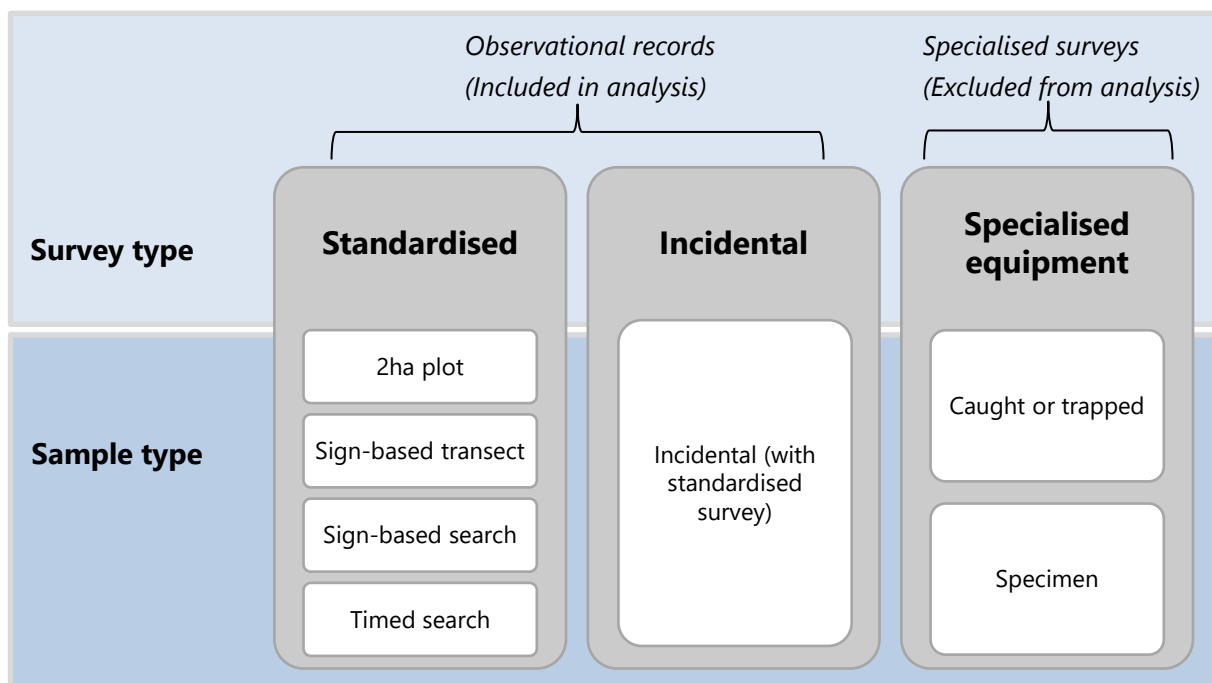 Observational records
(Included in analysis)
Specialised surveys
(Excluded from analysis)
Survey type
Standardised
Incidental
Specialised
equipment
Sample type
2ha plot
Sign-based transect
Sign-based search
Timed search
Incidental (with
standardised
survey)
Caught or trapped
Specimen